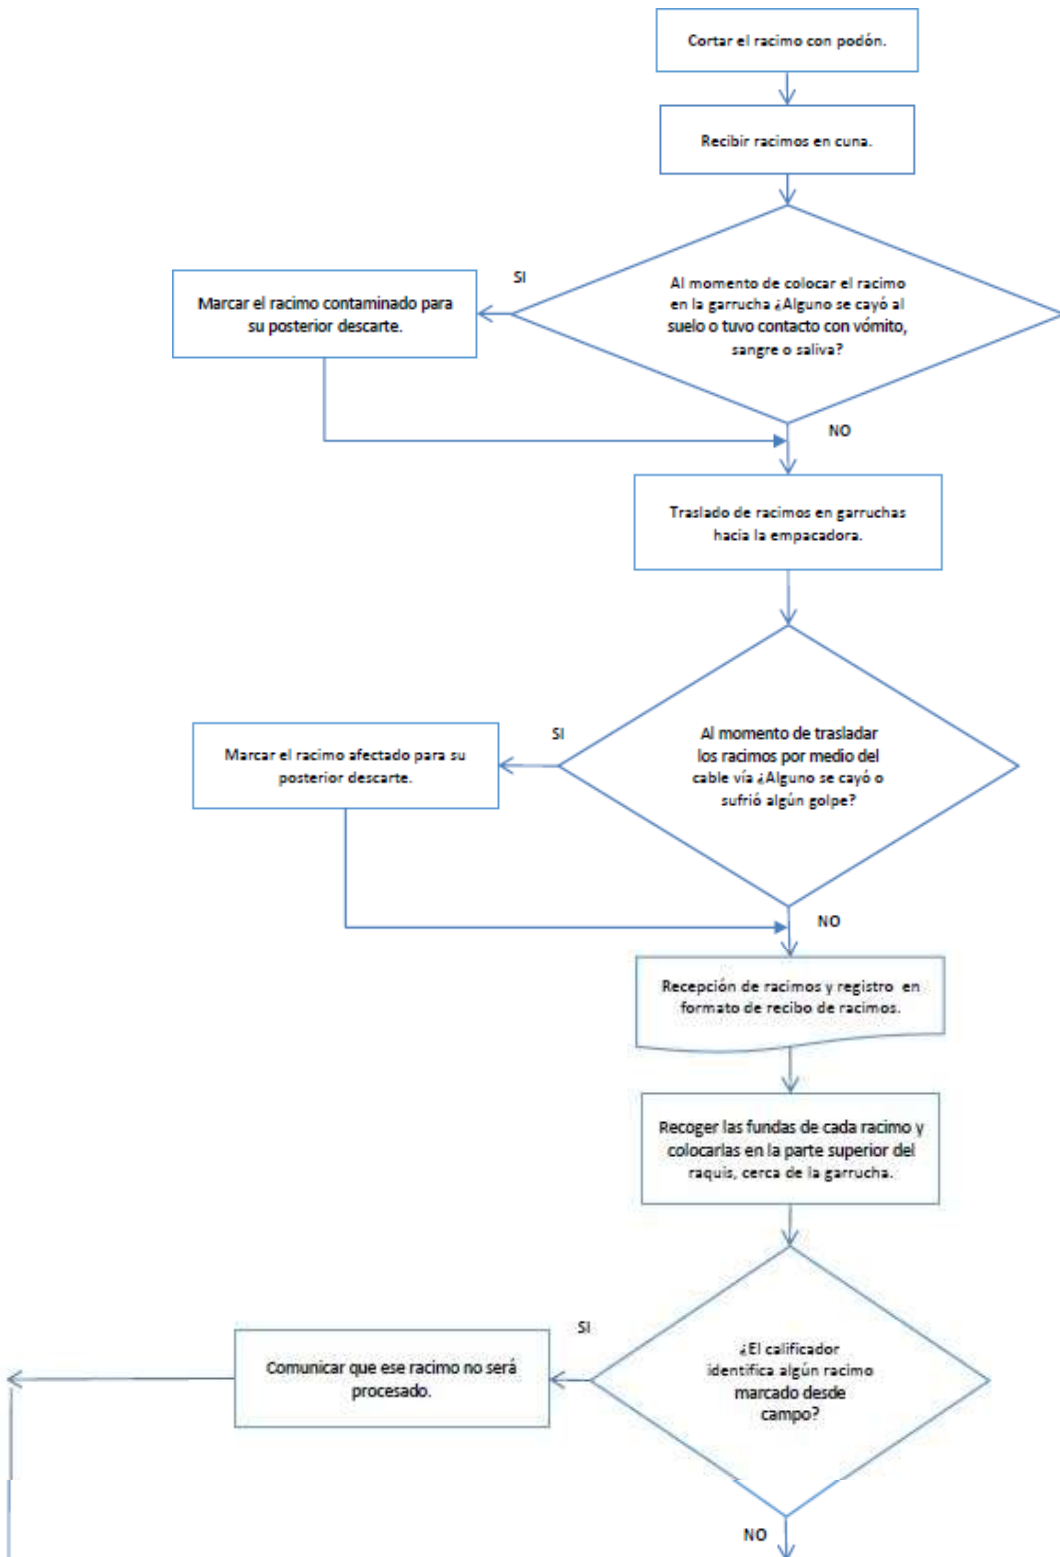 Cortar el racimo con podón.
Recibir racimos en cuna.
Al momento de colocar el racimo
en la garrucha ¿Alguno se cayó al
suelo o tuvo contacto con vómito,
sangre o saliva?
SI
Marcar el racimo contaminado para
su posterior descarte.
NO
Traslado de racimos en garruchas
hacia la empacadora.
Al momento de trasladar
los racimos por medio del
cable vía ¿Alguno se cayó o
sufrió algún golpe?
SI
Marcar el racimo afectado para su
posterior descarte.
NO
Recepción de racimos y registro en
formato de recibo de racimos.
Recoger las fundas de cada racimo y
colocarlas en la parte superior del
raquis, cerca de la garrucha.
¿El calificador
identifica algún racimo
marcado desde
campo?
SI
Comunicar que ese racimo no será
procesado.
NO